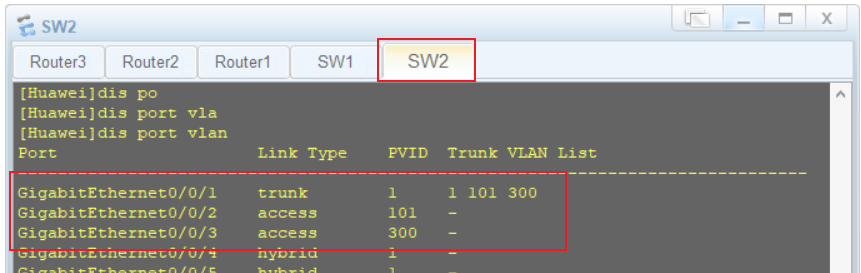 SW2
X
Router3 Router2 Router1 SW1 SW2
[Huawei]dis po
[Huawei]dis port vla
[Huawei]dis port vlan
Port Link Type PVID Trunk VLAN List
-------------------------------------------------------------------------------
GigabitEthernet0/0/1 trunk 1 1 101 300
GigabitEthernet0/0/2 access 101 -
GigabitEthernet0/0/3 access 300 -
GigabitEthernet0/0/4 hybrid 1 -
GigabitEthernet0/0/5 hybrid 1 -